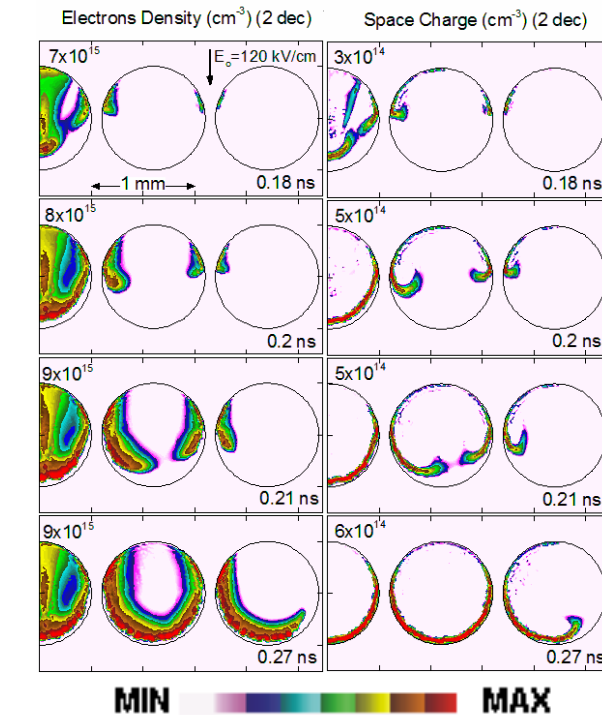 Electrons Density (cm⁻³) (2 dec) Space Charge (cm⁻³) (2 dec)
7x10¹⁵ E₀=120 kV/cm 3x10¹⁴
1 mm 0.18 ns 0.18 ns
8x10¹⁵ 5x10¹⁴
0.2 ns 0.2 ns
9x10¹⁵ 5x10¹⁴
0.21 ns 0.21 ns
9x10¹⁵ 6x10¹⁴
0.27 ns 0.27 ns
MIN MAX